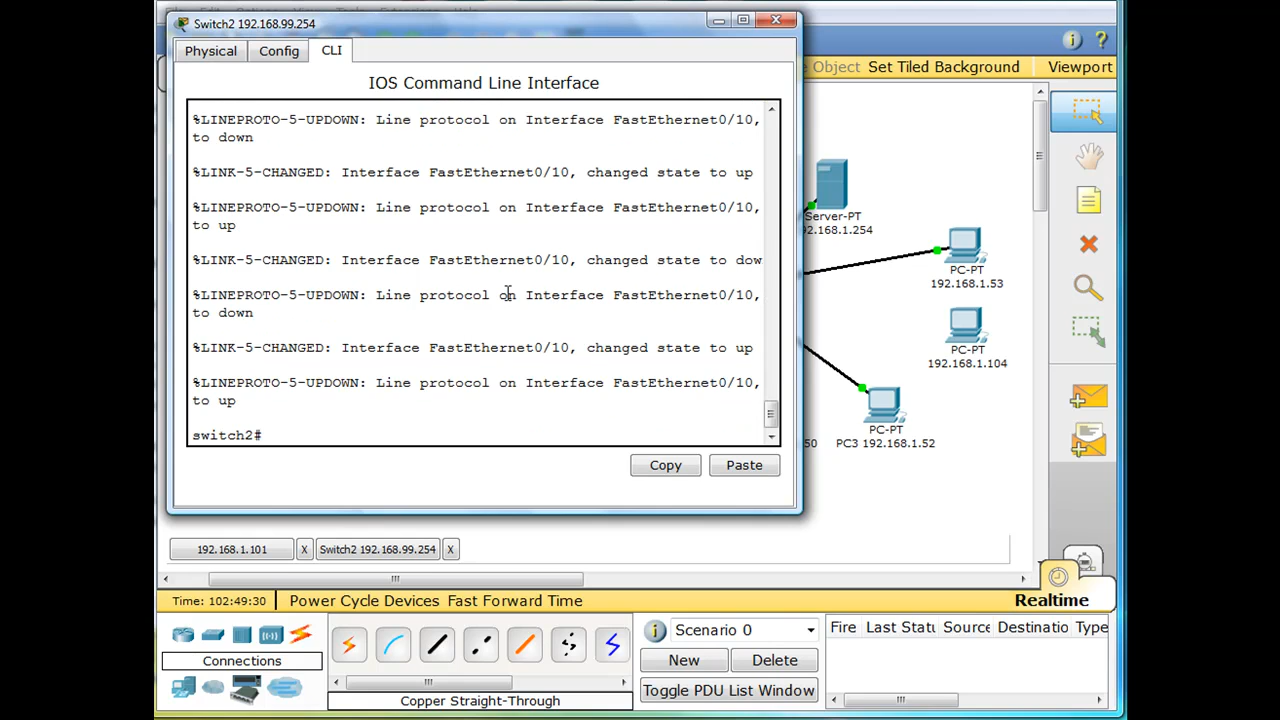 Switch2 192.168.99.254
Physical
Config
CLI
IOS Command Line Interface
%LINEPROTO-5-UPDOWN: Line protocol on Interface FastEthernet0/10,
to down
%LINK-5-CHANGED: Interface FastEthernet0/10, changed state to up
%LINEPROTO-5-UPDOWN: Line protocol on Interface FastEthernet0/10,
to up
%LINK-5-CHANGED: Interface FastEthernet0/10, changed state to dow
%LINEPROTO-5-UPDOWN: Line protocol on Interface FastEthernet0/10,
to down
%LINK-5-CHANGED: Interface FastEthernet0/10, changed state to up
%LINEPROTO-5-UPDOWN: Line protocol on Interface FastEthernet0/10,
to up
switch2#
Copy
Paste
Object
Set Tiled Background
Viewport
Server-PT
92.168.1.254
PC-PT
192.168.1.53
PC-PT
192.168.1.104
PC-PT
50
PC3 192.168.1.52
192.168.1.101
X
Switch2 192.168.99.254
X
Time: 102:49:30
Power Cycle Devices
Fast Forward Time
Realtime
Connections
Copper Straight-Through
Scenario 0
New
Delete
Toggle PDU List Window
Fire
Last Statu
Source
Destinatio
Type